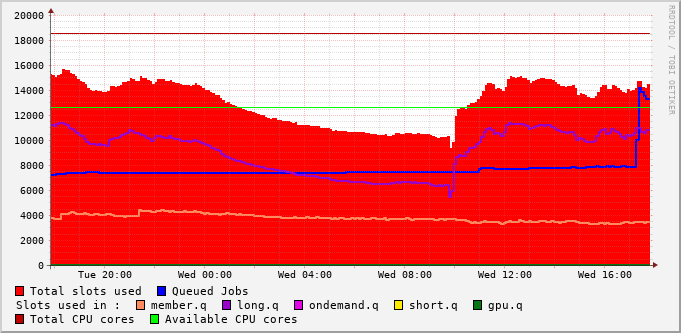 20000
18000
16000
14000
12000
10000
8000
6000
4000
2000
0
Tue 20:00 Wed 00:00 Wed 04:00 Wed 08:00 Wed 12:00 Wed 16:00
RRDTOOL / TOBI OETIKER
Total slots used Queued Jobs
Slots used in : member.q long.q ondemand.q short.q gpu.q
Total CPU cores Available CPU cores